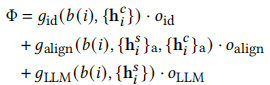 Φ = g_id(b(i), {h_i^c}) · o_id
+ g_align(b(i), {h_i^s}_a, {h_i^c}_a) · o_align
+ g_LLM(b(i), {h_i^s}) · o_LLM